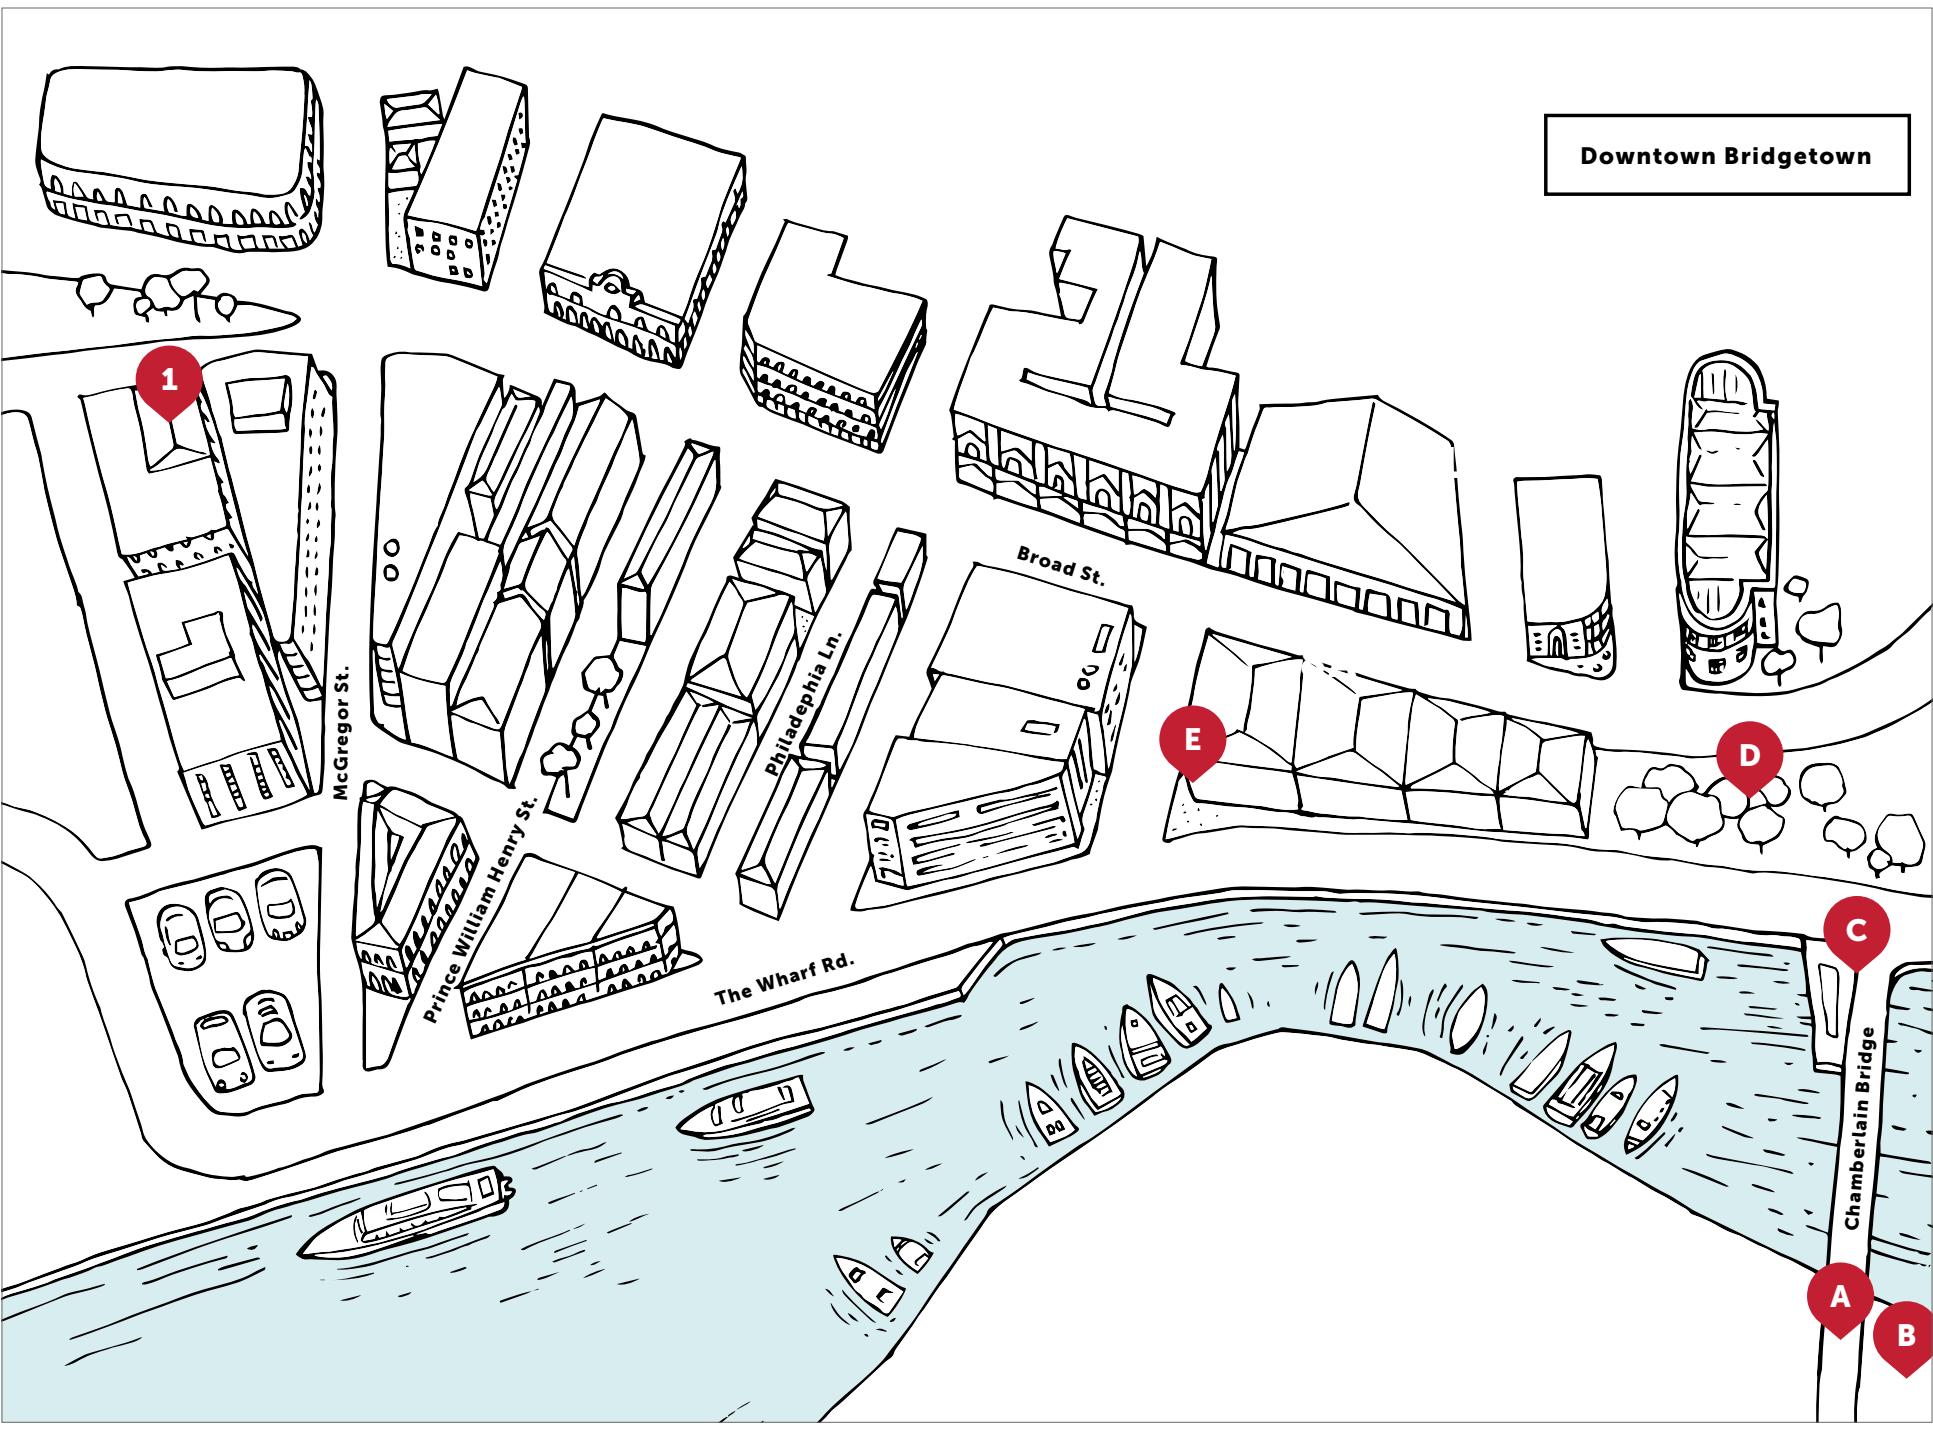 Downtown Bridgetown
1
Broad St.
McGregor St.
Philadephia Ln.
E
D
Prince William Henry St.
The Wharf Rd.
C
Chamberlain Bridge
A
B